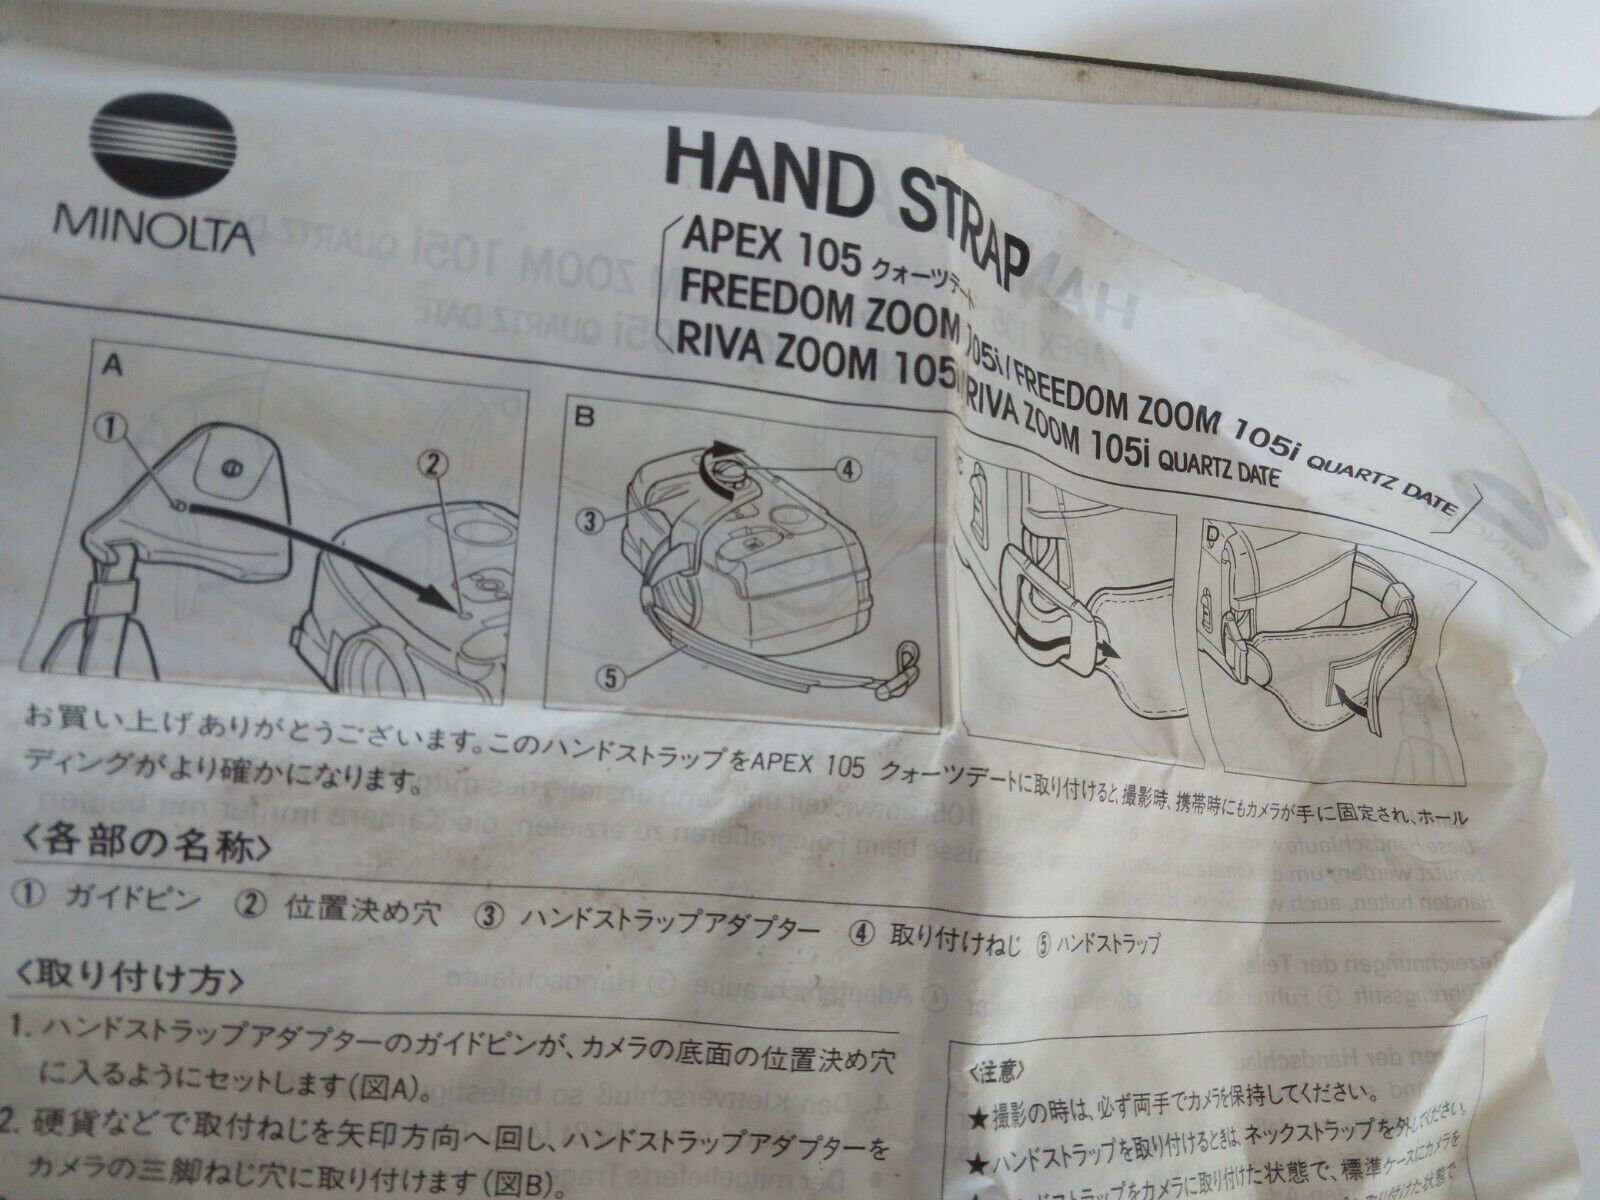 MINOLTA
HAND STRAP
APEX 105 クォーツデート
FREEDOM ZOOM 105i / FREEDOM ZOOM 105i QUARTZ DATE
RIVA ZOOM 105i / RIVA ZOOM 105i QUARTZ DATE
A
①
②
B
③
④
⑤
C
D
お買い上げありがとうございます。このハンドストラップをAPEX 105 クォーツデートに取り付けると、撮影時、携帯時にもカメラが手に固定され、ホール
ディングがより確かになります。
〈各部の名称〉
① ガイドピン ② 位置決め穴 ③ ハンドストラップアダプター ④ 取り付けねじ ⑤ ハンドストラップ
〈取り付け方〉
1. ハンドストラップアダプターのガイドピンが、カメラの底面の位置決め穴
に入るようにセットします(図A)。
2. 硬貨などで取付ねじを矢印方向へ回し、ハンドストラップアダプターを
カメラの三脚ねじ穴に取り付けます(図B)。
〈注意〉
★撮影の時は、必ず両手でカメラを保持してください。
★ハンドストラップを取り付けるときは、ネックストラップを外してください。
ドストラップをカメラに取り付けた状態で、標準ケースにカメラを